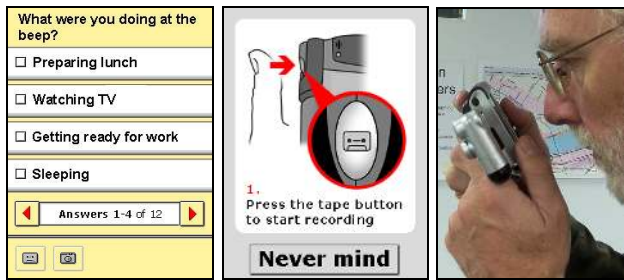 What were you doing at the
beep?
Preparing lunch
Watching TV
Getting ready for work
Sleeping
Answers 1-4 of 12
1.
Press the tape button
to start recording
Never mind